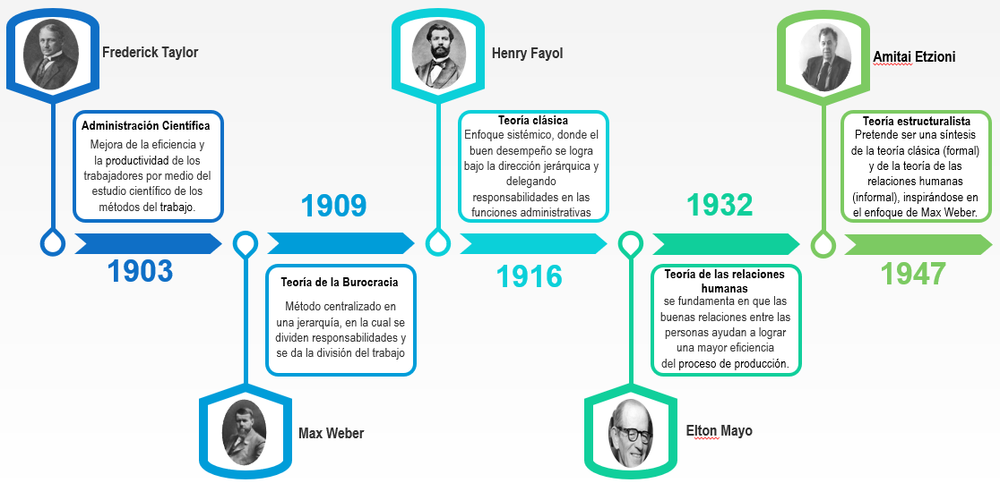 Frederick Taylor
Administración Científica
Mejora de la eficiencia y
la productividad de los
trabajadores por medio del
estudio científico de los
métodos del trabajo.
1903
1909
Teoría de la Burocracia
Método centralizado en
una jerarquía, en la cual se
dividen responsabilidades y
se da la división del trabajo
Max Weber
Henry Fayol
Teoría clásica
Enfoque sistémico, donde el
buen desempeño se logra
bajo la dirección jerárquica y
delegando
responsabilidades en las
funciones administrativas
1916
1932
Teoría de las relaciones
humanas
se fundamenta en que las
buenas relaciones entre las
personas ayudan a lograr
una mayor eficiencia
del proceso de producción.
Elton Mayo
Amitai Etzioni
Teoría estructuralista
Pretende ser una síntesis
de la teoría clásica (formal)
y de la teoría de las
relaciones humanas
(informal), inspirándose en
el enfoque de Max Weber.
1947